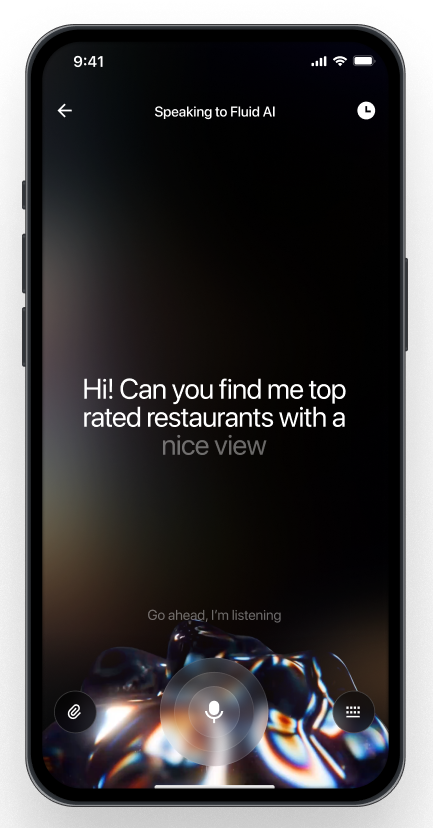 9:41
Speaking to Fluid AI
Hi! Can you find me top
rated restaurants with a
nice view
Go ahead, I'm listening